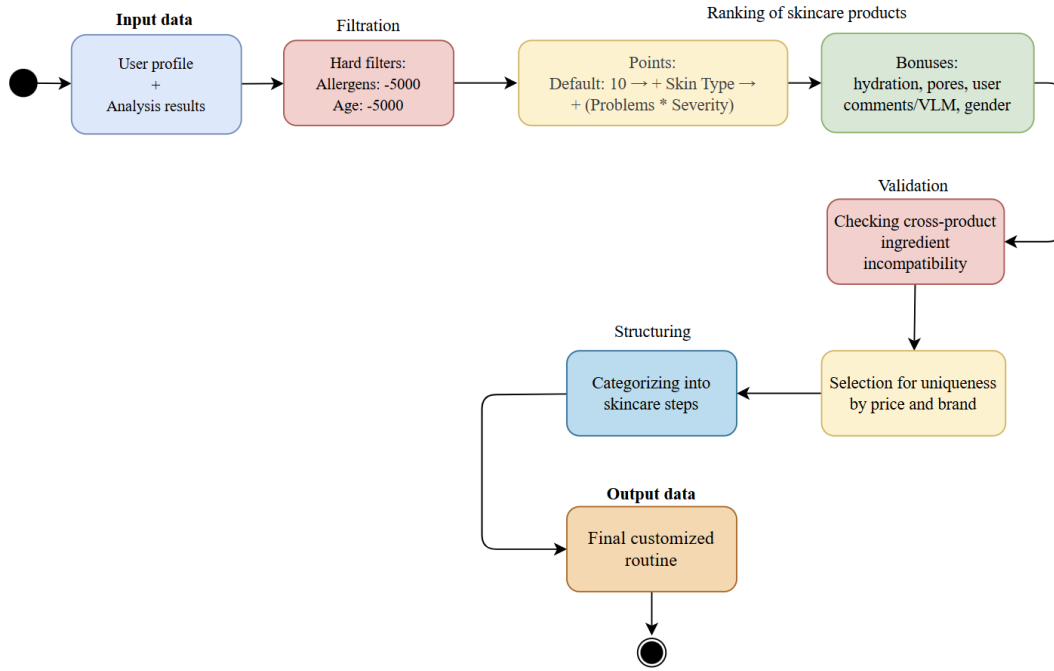 Input data
User profile
+
Analysis results
Filtration
Hard filters:
Allergens: -5000
Age: -5000
Ranking of skincare products
Points:
Default: 10 → + Skin Type →
+ (Problems * Severity)
Bonuses:
hydration, pores, user
comments/VLM, gender
Validation
Checking cross-product
ingredient
incompatibility
Selection for uniqueness
by price and brand
Structuring
Categorizing into
skincare steps
Output data
Final customized
routine